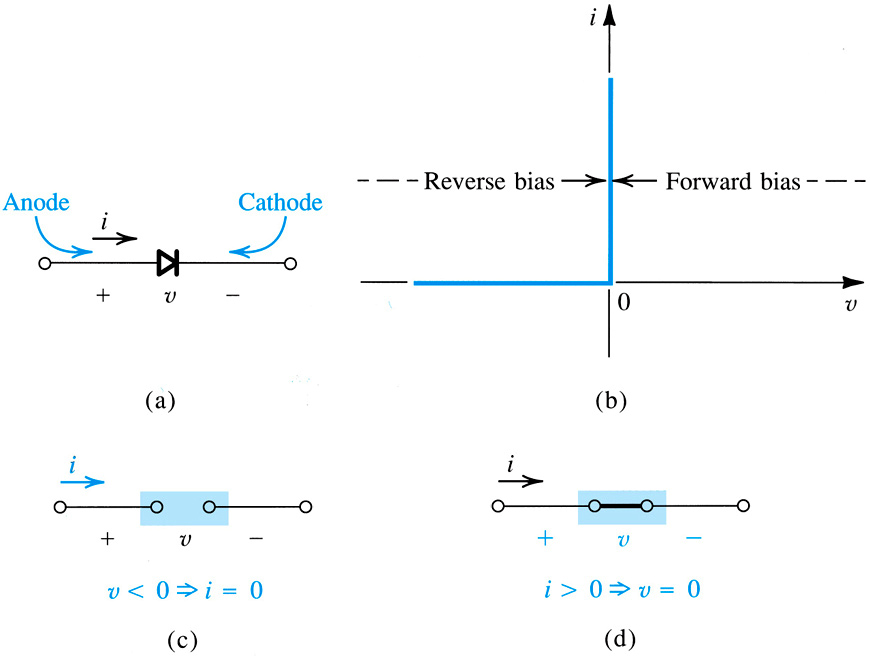 i
Reverse bias
Forward bias
Anode
Cathode
i
+ v −
0
v
(a)
(b)
i
+ v −
v < 0 ⇒ i = 0
(c)
i
+ v −
i > 0 ⇒ v = 0
(d)